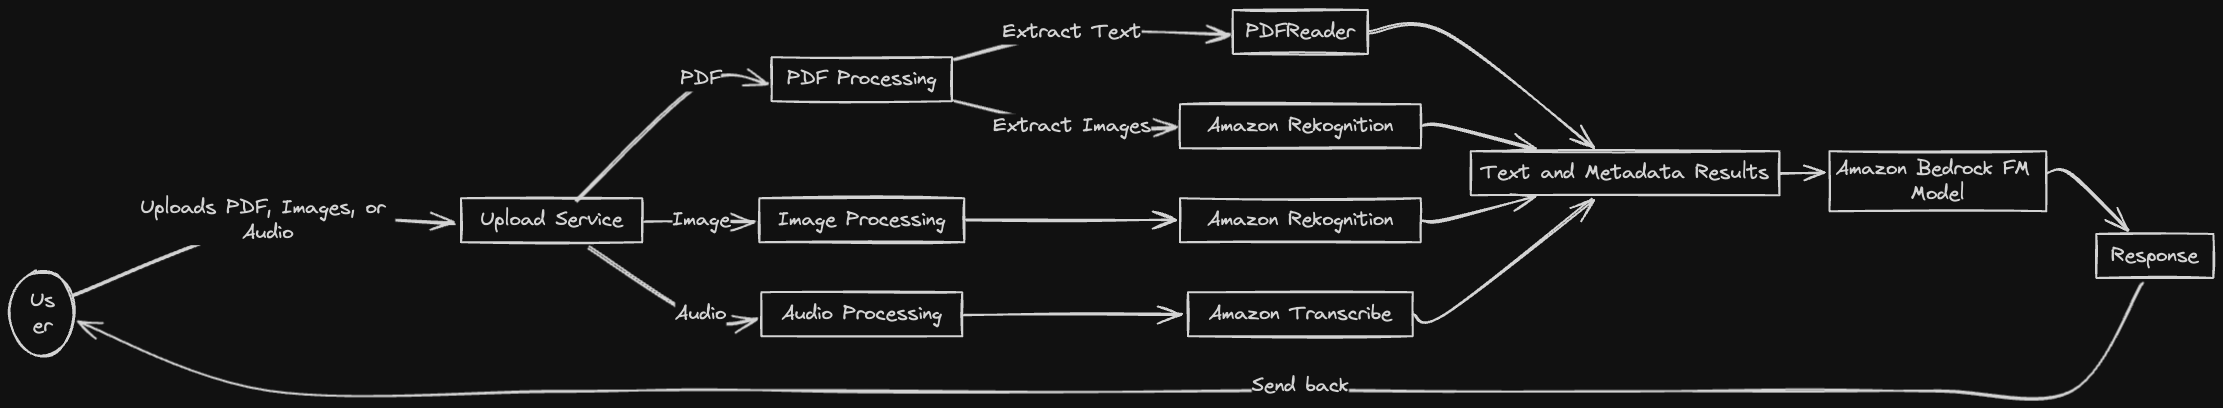 Extract Text
PDFReader
PDF
PDF Processing
Extract Images
Amazon Rekognition
Text and Metadata Results
Amazon Bedrock FM
Model
Uploads PDF, Images, or
Audio
Upload Service
Image
Image Processing
Amazon Rekognition
Response
Us
er
Audio
Audio Processing
Amazon Transcribe
Send back